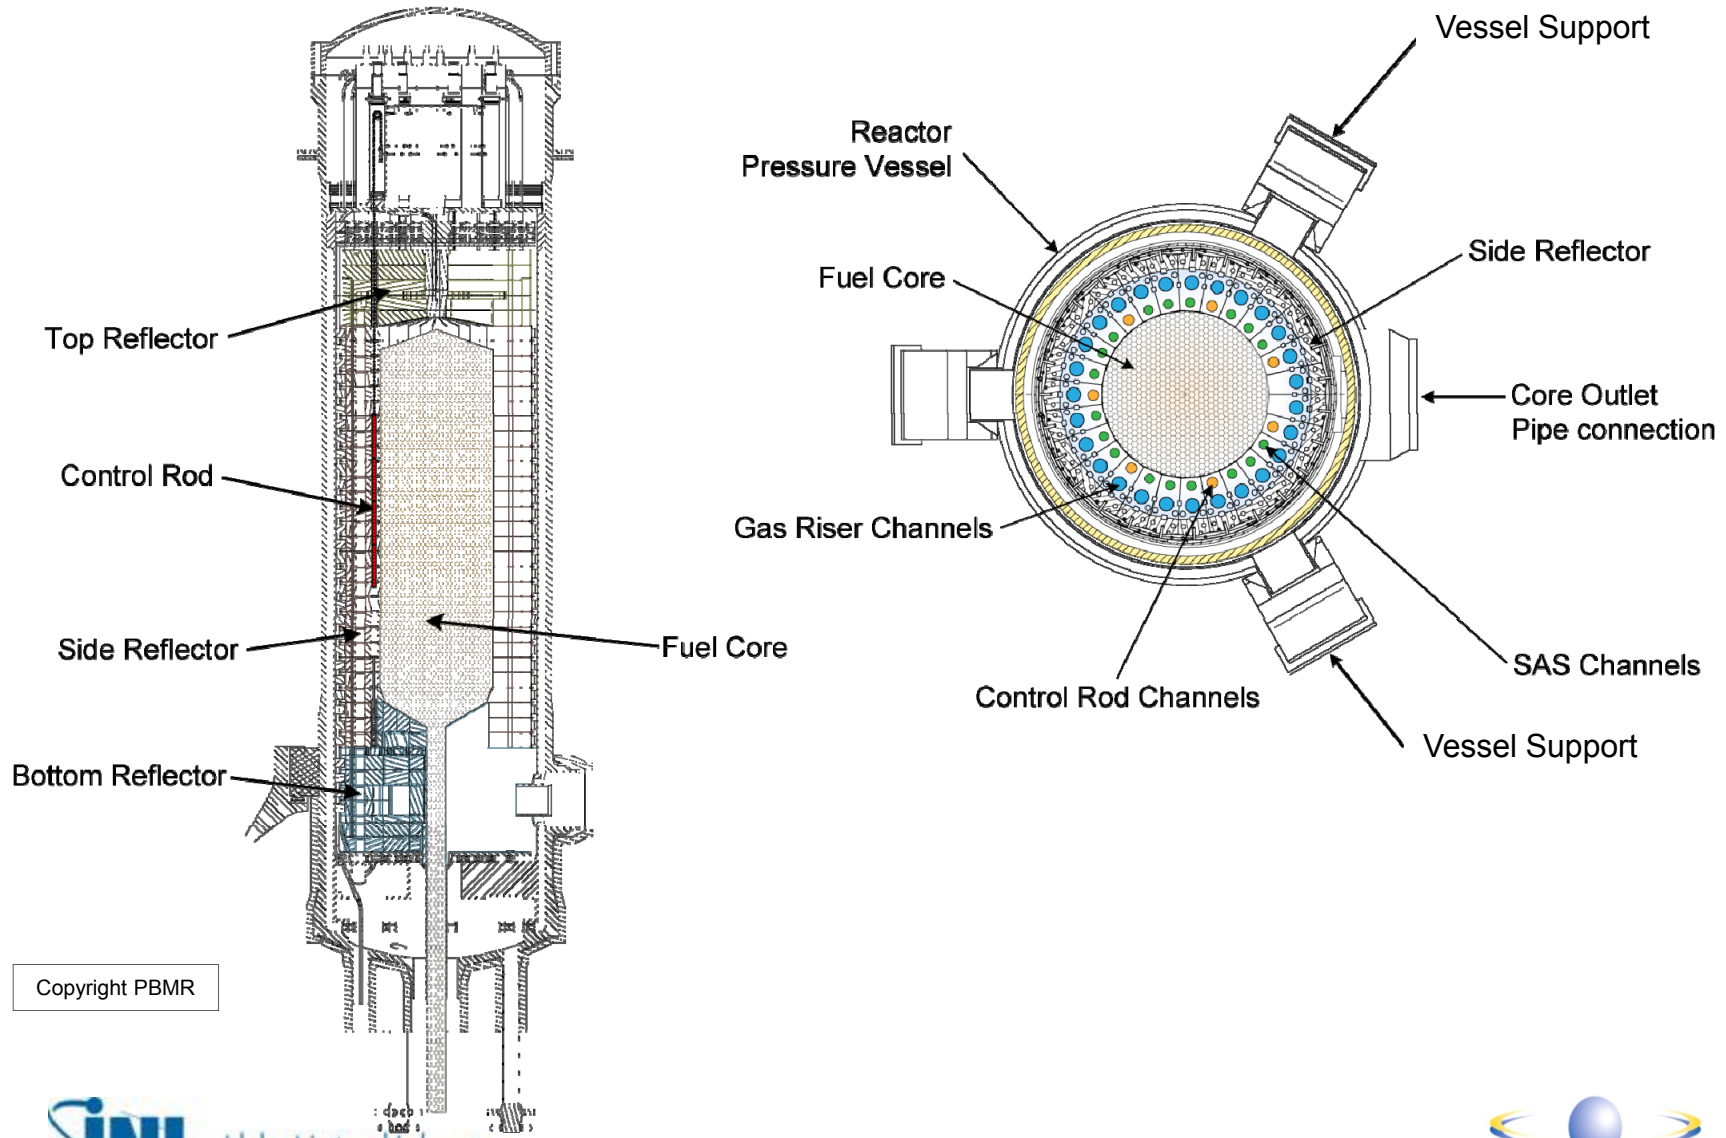 Vessel Support
Reactor
Pressure Vessel
Fuel Core
Side Reflector
Top Reflector
Core Outlet
Pipe connection
Control Rod
Gas Riser Channels
Side Reflector
Fuel Core
SAS Channels
Control Rod Channels
Vessel Support
Bottom Reflector
Copyright PBMR
INL